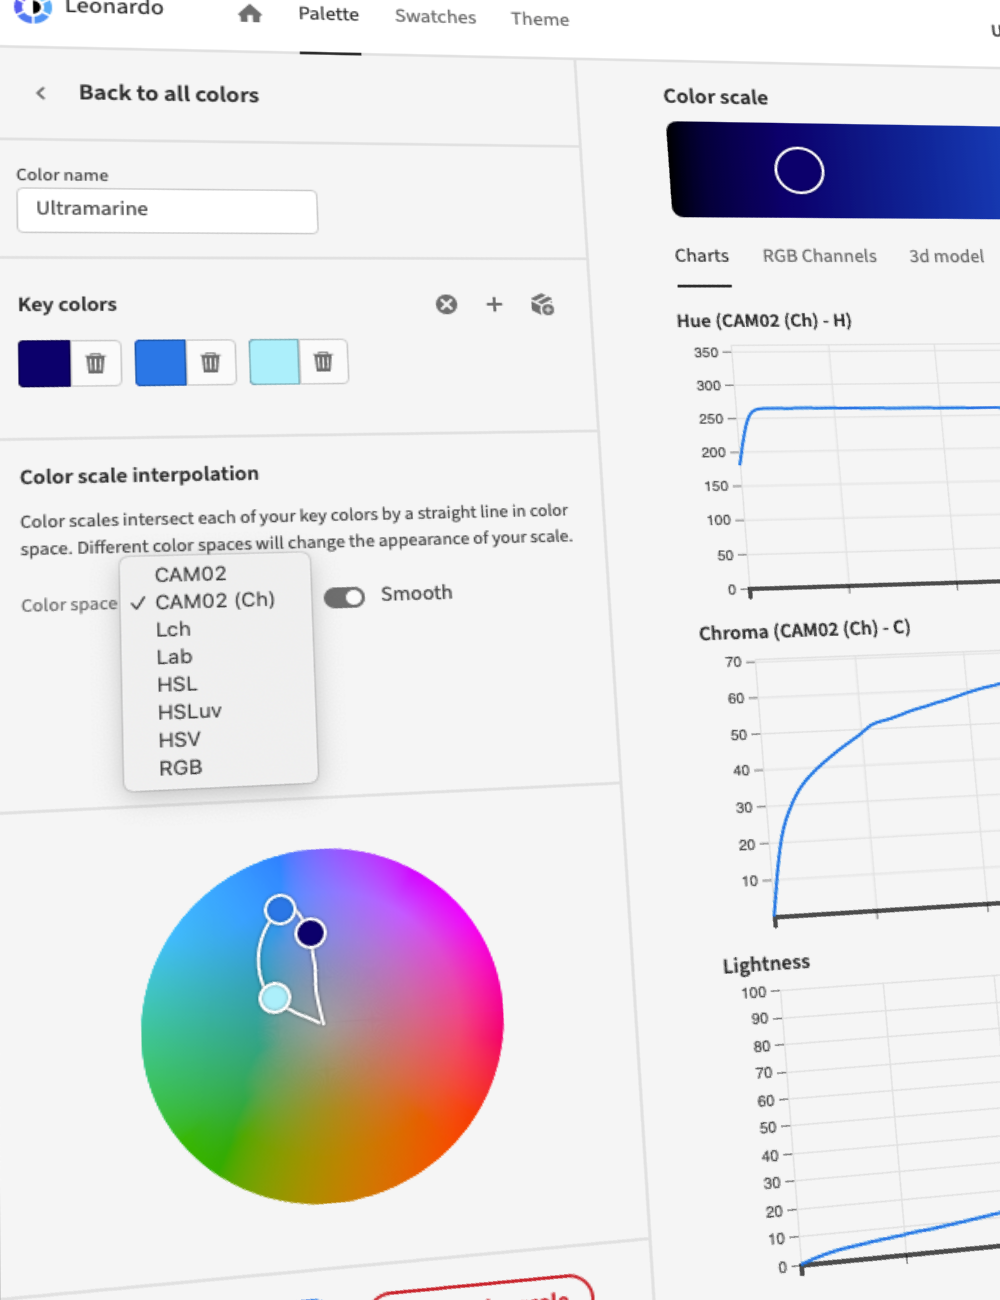 Leonardo
Palette
Swatches
Theme
Back to all colors
Color name
Ultramarine
Key colors
Color scale interpolation
Color scales intersect each of your key colors by a straight line in color
space. Different color spaces will change the appearance of your scale.
Color space
CAM02
✓ CAM02 (Ch)
Lch
Lab
HSL
HSLuv
HSV
RGB
Smooth
Color scale
Charts
RGB Channels
3d model
Hue (CAM02 (Ch) - H)
350
300
250
200
150
100
50
0
Chroma (CAM02 (Ch) - C)
70
60
50
40
30
20
10
Lightness
100
90
80
70
60
50
40
30
20
10
0